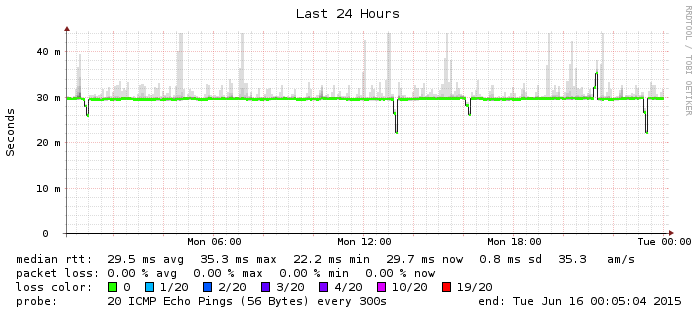 Last 24 Hours
RRDTOOL / TOBI OETIKER
Seconds
40 m
30 m
20 m
10 m
0
Mon 06:00 Mon 12:00 Mon 18:00 Tue 00:00
median rtt: 29.5 ms avg 35.3 ms max 22.2 ms min 29.7 ms now 0.8 ms sd 35.3 am/s
packet loss: 0.00 % avg 0.00 % max 0.00 % min 0.00 % now
loss color: 0 1/20 2/20 3/20 4/20 10/20 19/20
probe: 20 ICMP Echo Pings (56 Bytes) every 300s end: Tue Jun 16 00:05:04 2015